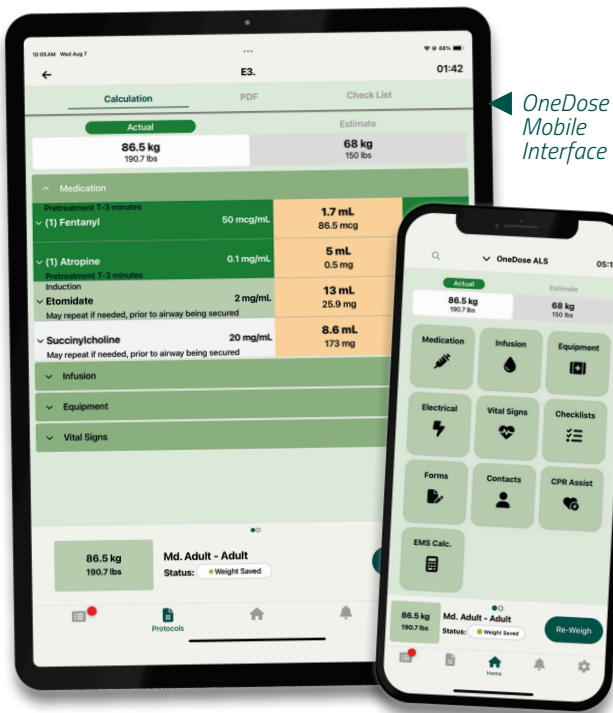 10:05 AM Wed Aug 7
88%
E3.
01:42
Calculation
PDF
Check List
Actual
Estimate
86.5 kg
190.7 lbs
68 kg
150 lbs
Medication
Pretreatment T-3 minutes
(1) Fentanyl
50 mcg/mL
1.7 mL
86.5 mcg
(1) Atropine
0.1 mg/mL
5 mL
0.5 mg
Pretreatment T-3 minutes
Induction
Etomidate
2 mg/mL
13 mL
25.9 mg
May repeat if needed, prior to airway being secured
Succinylcholine
20 mg/mL
8.6 mL
173 mg
May repeat if needed, prior to airway being secured
Infusion
Equipment
Vital Signs
86.5 kg
190.7 lbs
Md. Adult - Adult
Status:
Weight Saved
Protocols
OneDose
Mobile
Interface
OneDose ALS
Actual
Estimate
86.5 kg
190.7 lbs
68 kg
150 lbs
Medication
Infusion
Equipment
Electrical
Vital Signs
Checklists
Forms
Contacts
CPR Assist
EMS Calc.
86.5 kg
190.7 lbs
Md. Adult - Adult
Status:
Weight Saved
Re-Weigh
Home